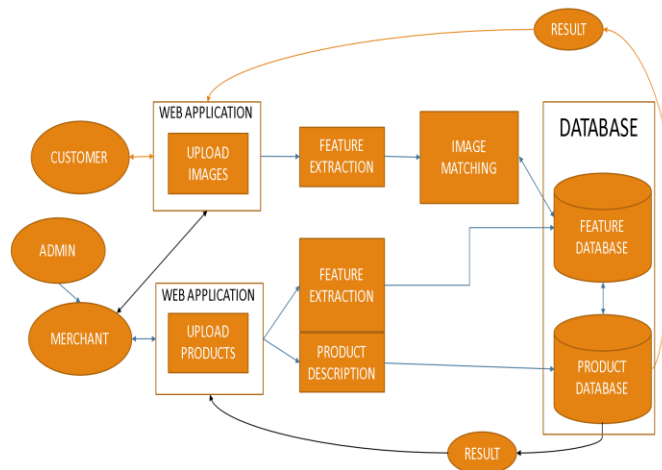 RESULT
WEB APPLICATION
UPLOAD
IMAGES
CUSTOMER
FEATURE
EXTRACTION
IMAGE
MATCHING
DATABASE
FEATURE
DATABASE
ADMIN
MERCHANT
WEB APPLICATION
UPLOAD
PRODUCTS
FEATURE
EXTRACTION
PRODUCT
DESCRIPTION
PRODUCT
DATABASE
RESULT